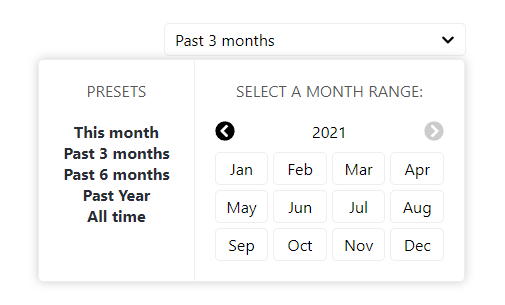 Past 3 months
PRESETS
This month
Past 3 months
Past 6 months
Past Year
All time
SELECT A MONTH RANGE:
2021
Jan Feb Mar Apr
May Jun Jul Aug
Sep Oct Nov Dec